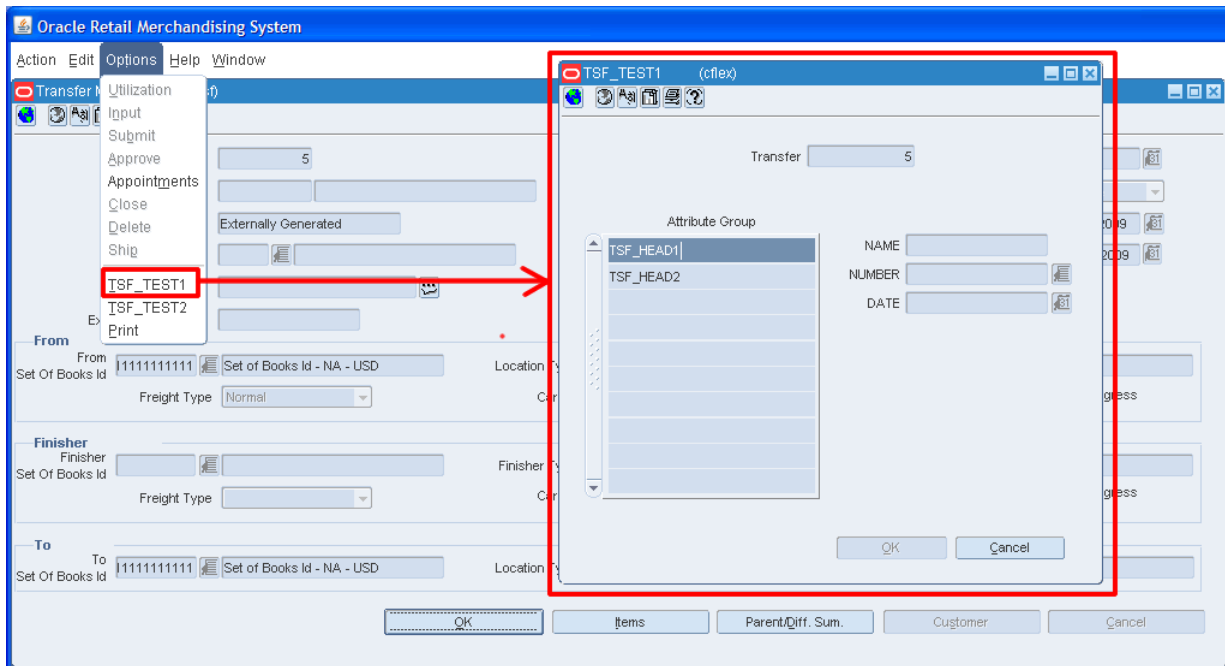 Oracle Retail Merchandising System
Action Edit Options Help Window
Transfer
Utilization
Input
Submit
Approve
Appointments
Close
Delete
Ship
TSF_TEST1
TSF_TEST2
Print
5
Externally Generated
From
From
Set Of Books Id
11111111111
Set of Books Id - NA - USD
Location
Freight Type
Normal
Finisher
Finisher
Set Of Books Id
Finisher
Freight Type
To
To
Set Of Books Id
11111111111
Set of Books Id - NA - USD
Location
OK
Items
Parent/Diff. Sum.
Customer
Cancel
TSF_TEST1 (cflex)
Transfer 5
Attribute Group
TSF_HEAD1
TSF_HEAD2
NAME
NUMBER
DATE
OK
Cancel